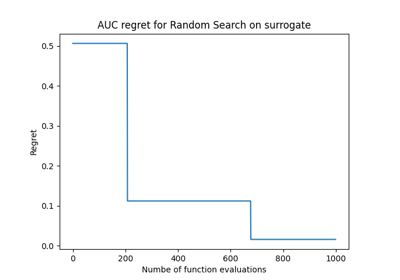 AUC regret for Random Search on surrogate
0.5
0.4
0.3
0.2
0.1
0.0
Regret
0 200 400 600 800 1000
Numbe of function evaluations